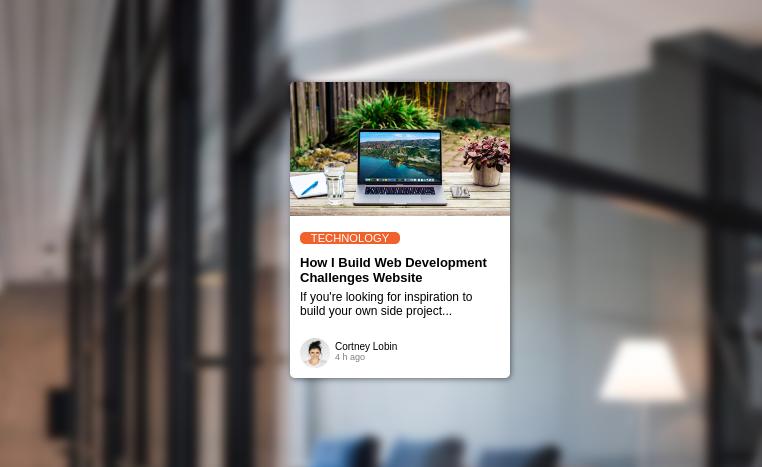 TECHNOLOGY
How I Build Web Development
Challenges Website
If you're looking for inspiration to
build your own side project...
Cortney Lobin
4 h ago